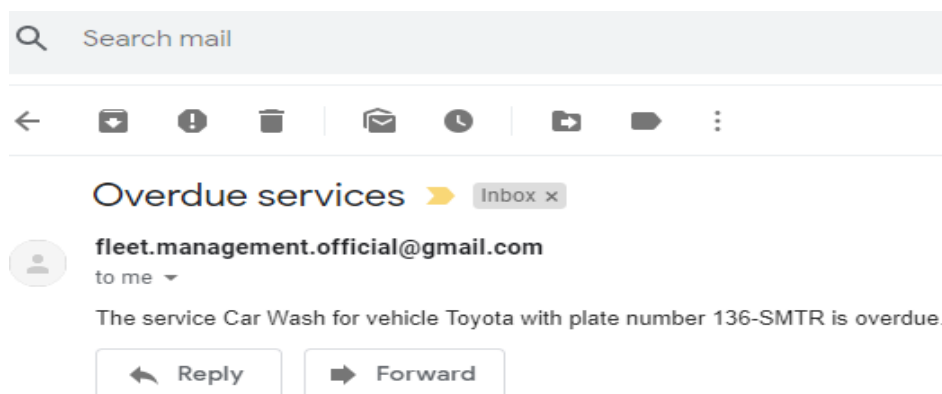 Search mail
Overdue services Inbox x
fleet.management.official@gmail.com
to me
The service Car Wash for vehicle Toyota with plate number 136-SMTR is overdue.
Reply Forward